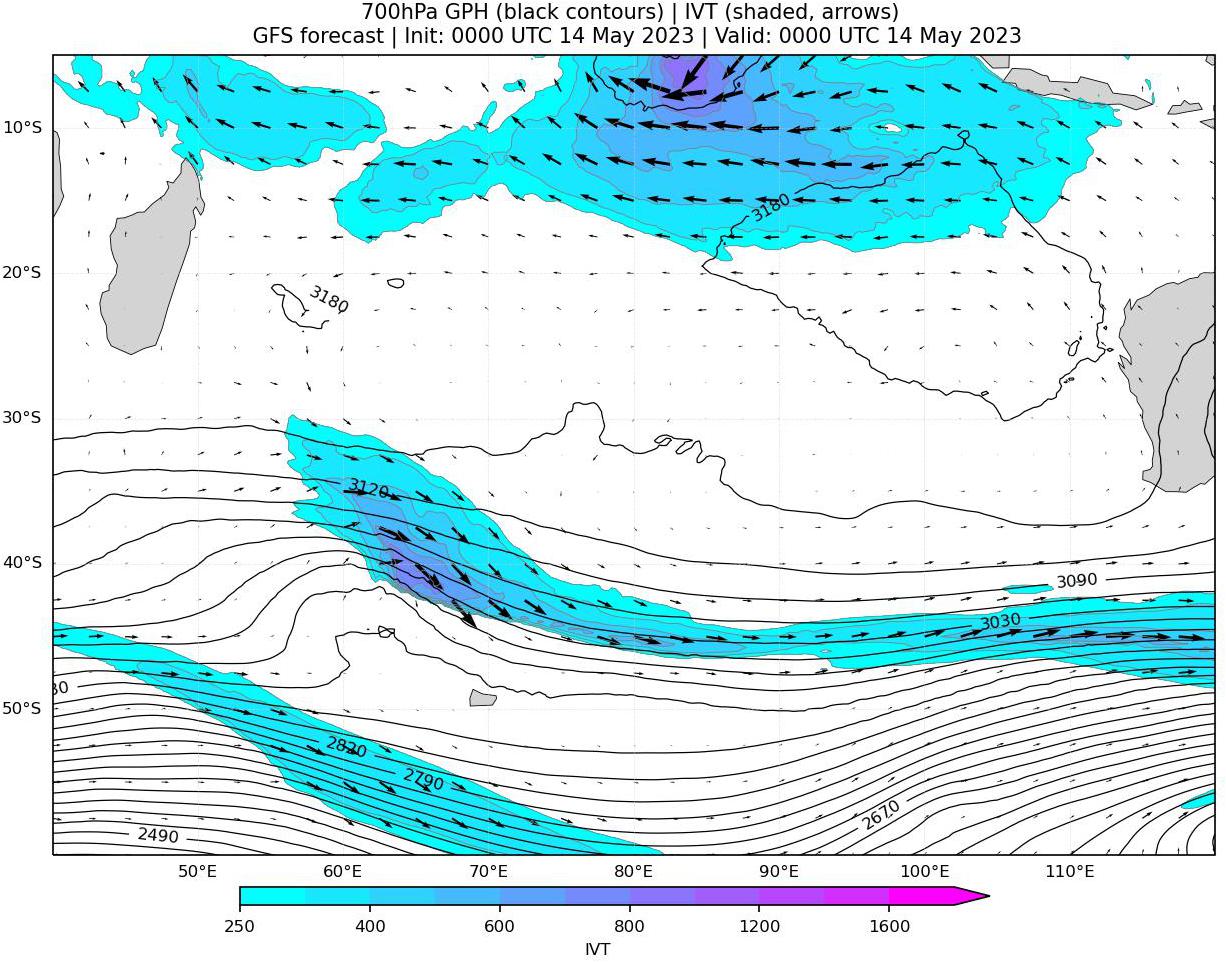 700hPa GPH (black contours) | IVT (shaded, arrows)
GFS forecast | Init: 0000 UTC 14 May 2023 | Valid: 0000 UTC 14 May 2023
10°S
3180
20°S
3180
30°S
3120
40°S
3090
3030
30
50°S
2820
2790
2670
2490
50°E 60°E 70°E 80°E 90°E 100°E 110°E
250 400 600 800 1200 1600
IVT